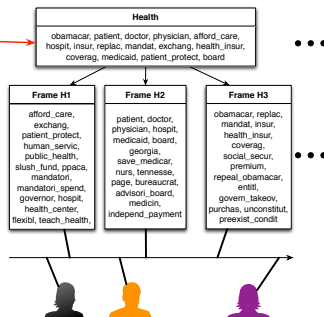 Health
obamacar, patient, doctor, physician, afford_care,
hospit, insur, replac, mandat, exchang, health_insur,
coverag, medicaid, patient_protect, board
Frame H1
afford_care,
exchang,
patient_protect,
human_servic,
public_health,
slush_fund, ppaca,
mandatori,
mandatori_spend,
governor, hospit,
health_center,
flexibl, teach_health,
Frame H2
patient, doctor,
physician, hospit,
medicaid, board,
georgia,
save_medicar,
nurs, tennesse,
page, bureaucrat,
advisori_board,
medicin,
independ_payment
Frame H3
obamacar, replac,
mandat, insur,
health_insur,
coverag,
social_secur,
premium,
repeal_obamacar,
entitl,
govern_takeov,
purchas, unconstitut,
preexist_condit